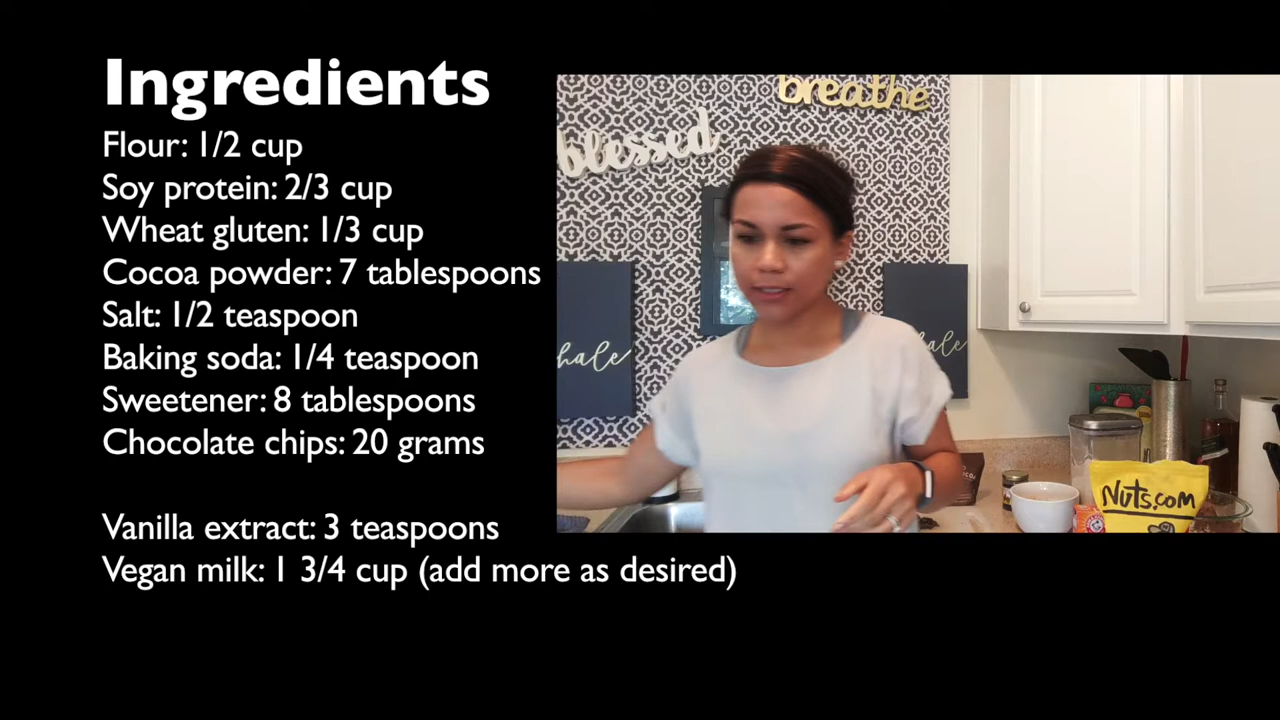 Ingredients
Flour: 1/2 cup
Soy protein: 2/3 cup
Wheat gluten: 1/3 cup
Cocoa powder: 7 tablespoons
Salt: 1/2 teaspoon
Baking soda: 1/4 teaspoon
Sweetener: 8 tablespoons
Chocolate chips: 20 grams
Vanilla extract: 3 teaspoons
Vegan milk: 1 3/4 cup (add more as desired)
breathe
blessed
hale
ale
Nuts.com